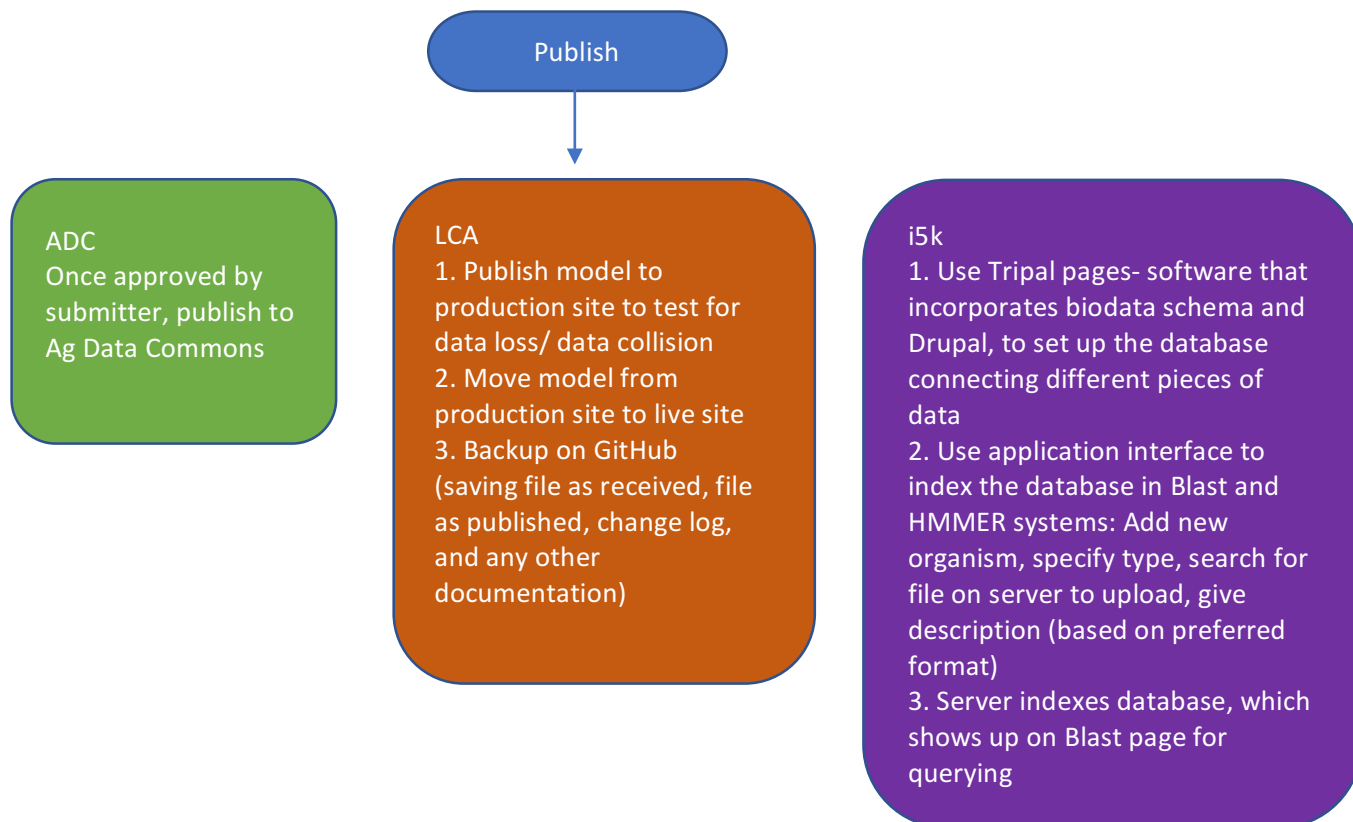 Publish
ADC
Once approved by
submitter, publish to
Ag Data Commons
LCA
1. Publish model to
production site to test for
data loss/ data collision
2. Move model from
production site to live site
3. Backup on GitHub
(saving file as received, file
as published, change log,
and any other
documentation)
i5k
1. Use Tripal pages- software that
incorporates biodata schema and
Drupal, to set up the database
connecting different pieces of
data
2. Use application interface to
index the database in Blast and
HMMER systems: Add new
organism, specify type, search for
file on server to upload, give
description (based on preferred
format)
3. Server indexes database, which
shows up on Blast page for
querying